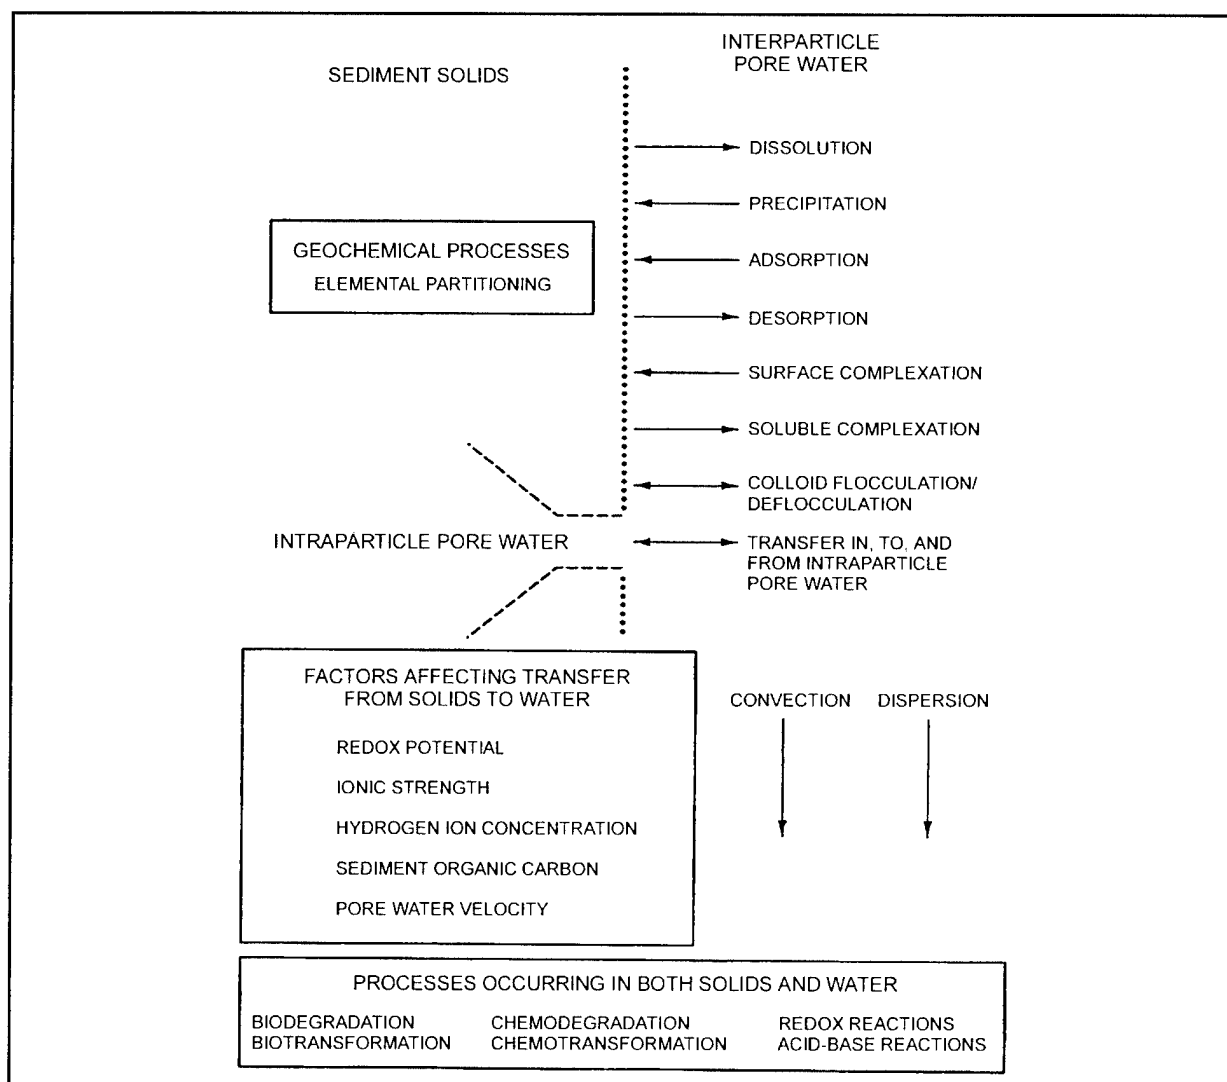 SEDIMENT SOLIDS
INTERPARTICLE
PORE WATER
DISSOLUTION
PRECIPITATION
GEOCHEMICAL PROCESSES
ELEMENTAL PARTITIONING
ADSORPTION
DESORPTION
SURFACE COMPLEXATION
SOLUBLE COMPLEXATION
COLLOID FLOCCULATION/
DEFLOCCULATION
INTRAPARTICLE PORE WATER
TRANSFER IN, TO, AND
FROM INTRAPARTICLE
PORE WATER
FACTORS AFFECTING TRANSFER
FROM SOLIDS TO WATER
REDOX POTENTIAL
IONIC STRENGTH
HYDROGEN ION CONCENTRATION
SEDIMENT ORGANIC CARBON
PORE WATER VELOCITY
CONVECTION
DISPERSION
PROCESSES OCCURRING IN BOTH SOLIDS AND WATER
BIODEGRADATION
BIOTRANSFORMATION
CHEMODEGRADATION
CHEMOTRANSFORMATION
REDOX REACTIONS
ACID-BASE REACTIONS